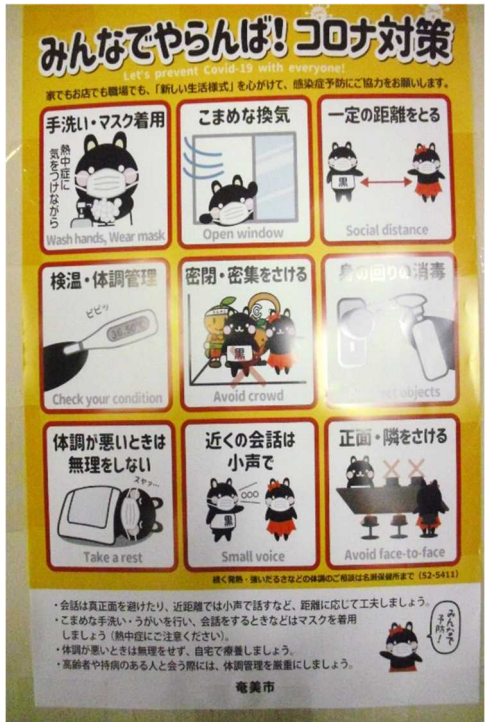 みんなでやらんば！コロナ対策
Let's prevent Covid-19 with everyone!
家でもお店でも職場でも、「新しい生活様式」を心がけて、感染症予防にご協力をお願いします。
手洗い・マスク着用
熱中症に
気をつけながら
Wash hands, Wear mask
こまめな換気
Open window
一定の距離をとる
黒
Social distance
検温・体調管理
ピピッ
36.50℃
Check your condition
密閉・密集をさける
黒
Avoid crowd
身の回りの消毒
objects
体調が悪いときは
無理をしない
スヤァ…
Take a rest
近くの会話は
小声で
黒
Small voice
正面・隣をさける
Avoid face-to-face
続く発熱・強いだるさなどの体調のご相談は名瀬保健所まで（52-5411）
・会話は真正面を避けたり、近距離では小声で話すなど、距離に応じて工夫しましょう。
・こまめな手洗い・うがいを行い、会話をするときなどはマスクを着用
しましょう（熱中症にご注意ください）。
・体調が悪いときは無理をせず、自宅で療養しましょう。
・高齢者や持病のある人と会う際には、体調管理を厳重にしましょう。
みんなで
予防！
奄美市